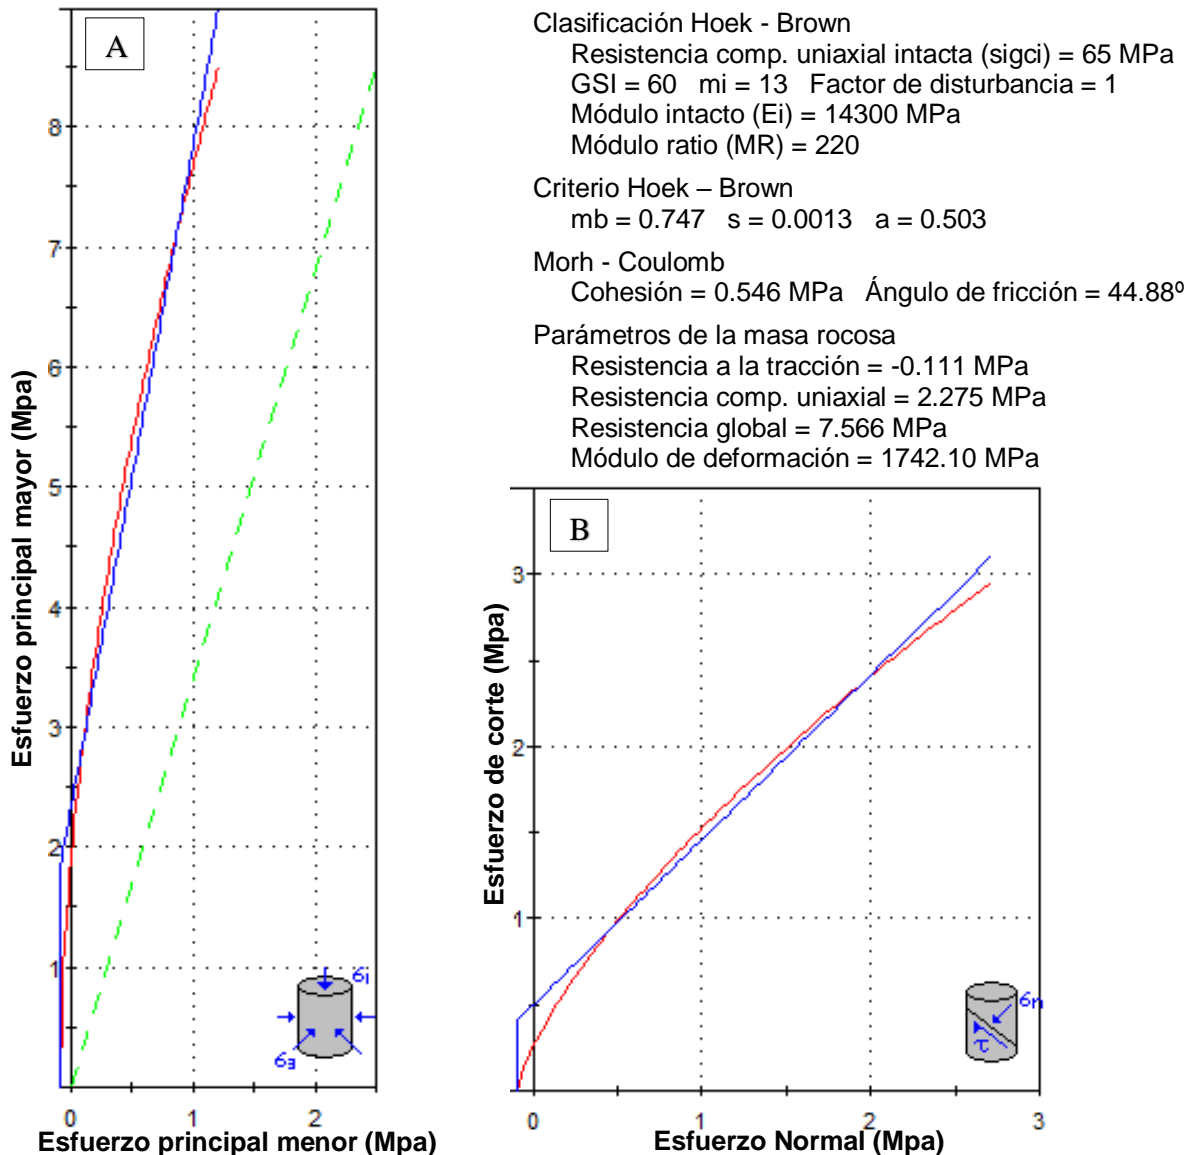 A
Clasificación Hoek - Brown
Resistencia comp. uniaxial intacta (sigci) = 65 MPa
GSI = 60 mi = 13 Factor de disturbancia = 1
Módulo intacto (Ei) = 14300 MPa
Módulo ratio (MR) = 220
Criterio Hoek – Brown
mb = 0.747 s = 0.0013 a = 0.503
Morh - Coulomb
Cohesión = 0.546 MPa Ángulo de fricción = 44.88º
Parámetros de la masa rocosa
Resistencia a la tracción = -0.111 MPa
Resistencia comp. uniaxial = 2.275 MPa
Resistencia global = 7.566 MPa
Módulo de deformación = 1742.10 MPa
Esfuerzo principal mayor (Mpa)
8
7
6
5
4
3
2
1
0 1 2
σ1
σ3
Esfuerzo principal menor (Mpa)
B
Esfuerzo de corte (Mpa)
3
2
1
0 1 2 3
σn
τ
Esfuerzo Normal (Mpa)